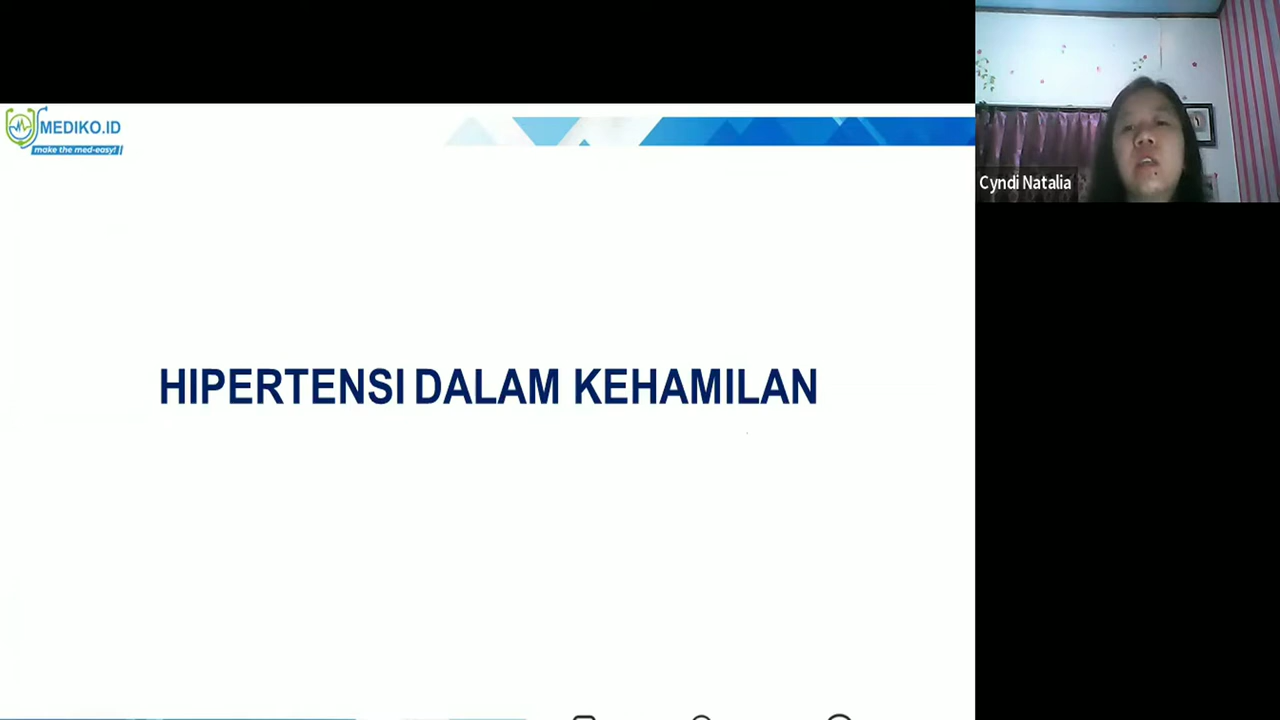 MEDIKO.ID
make the med-easy!
HIPERTENSI DALAM KEHAMILAN
Cyndi Natalia